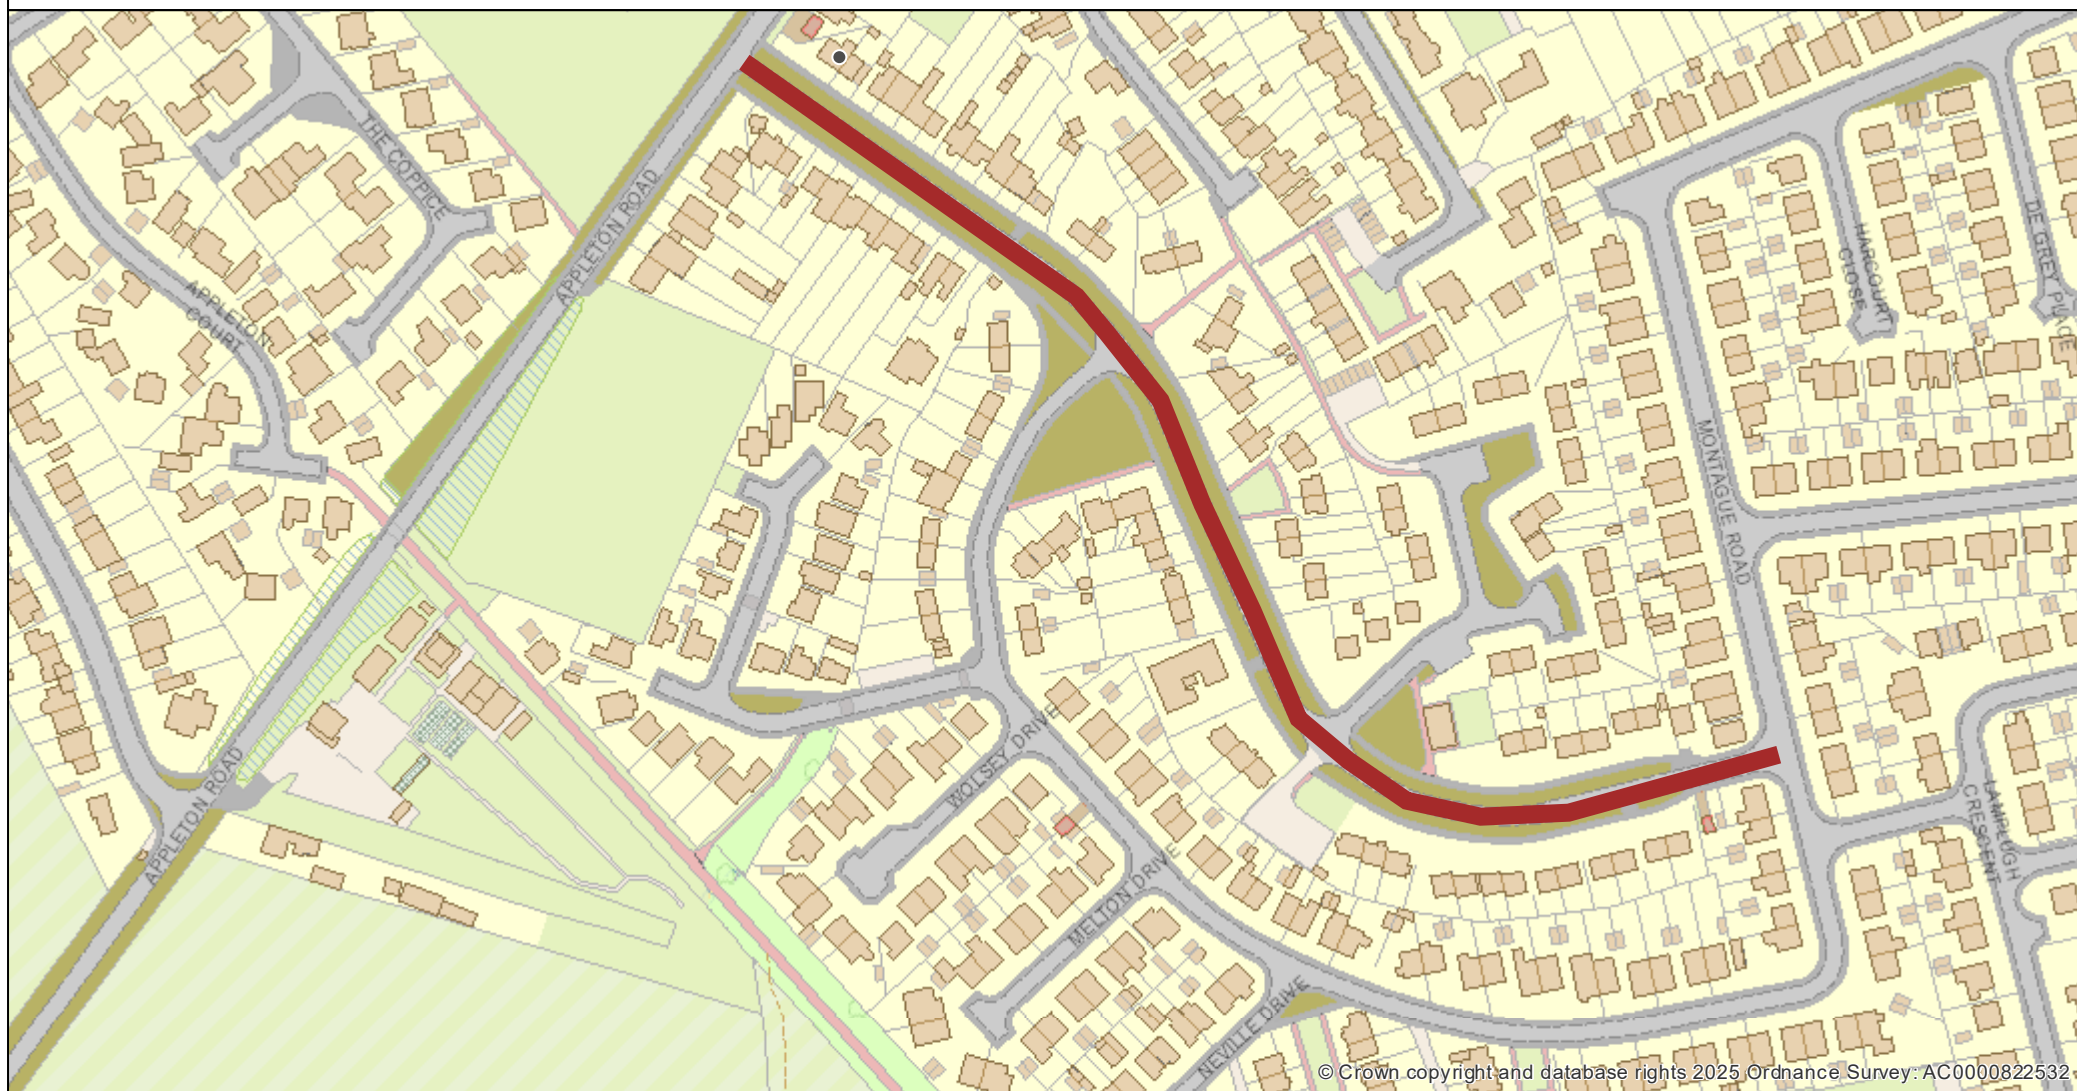 THE COPPICE
APPLETON ROAD
APPLETON
COURT
HARCOURT
CLOSE
DE GREY PLACE
MONTAGUE ROAD
WOLSEY DRIVE
APPLETON ROAD
MELTON DRIVE
LAMPLUGH
CRESCENT
NEVILLE DRIVE
© Crown copyright and database rights 2025 Ordnance Survey: AC0000822532